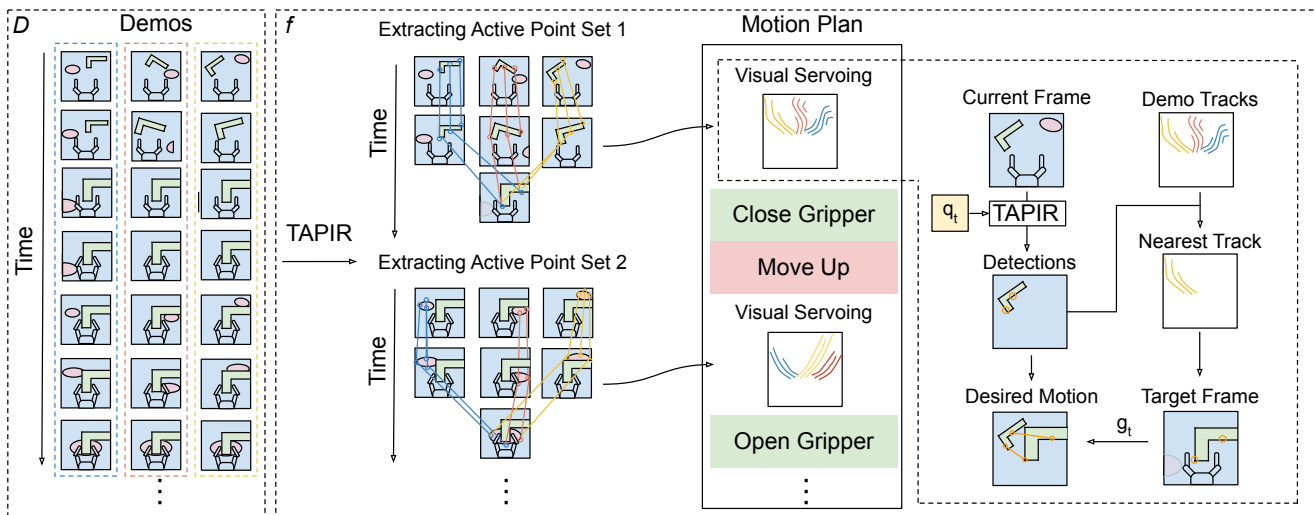 D
Demos
Time
TAPIR
f
Extracting Active Point Set 1
Time
Extracting Active Point Set 2
Time
Motion Plan
Visual Servoing
Close Gripper
Move Up
Visual Servoing
Open Gripper
Current Frame
Demo Tracks
q_t
TAPIR
Detections
Nearest Track
Desired Motion
Target Frame
g_t